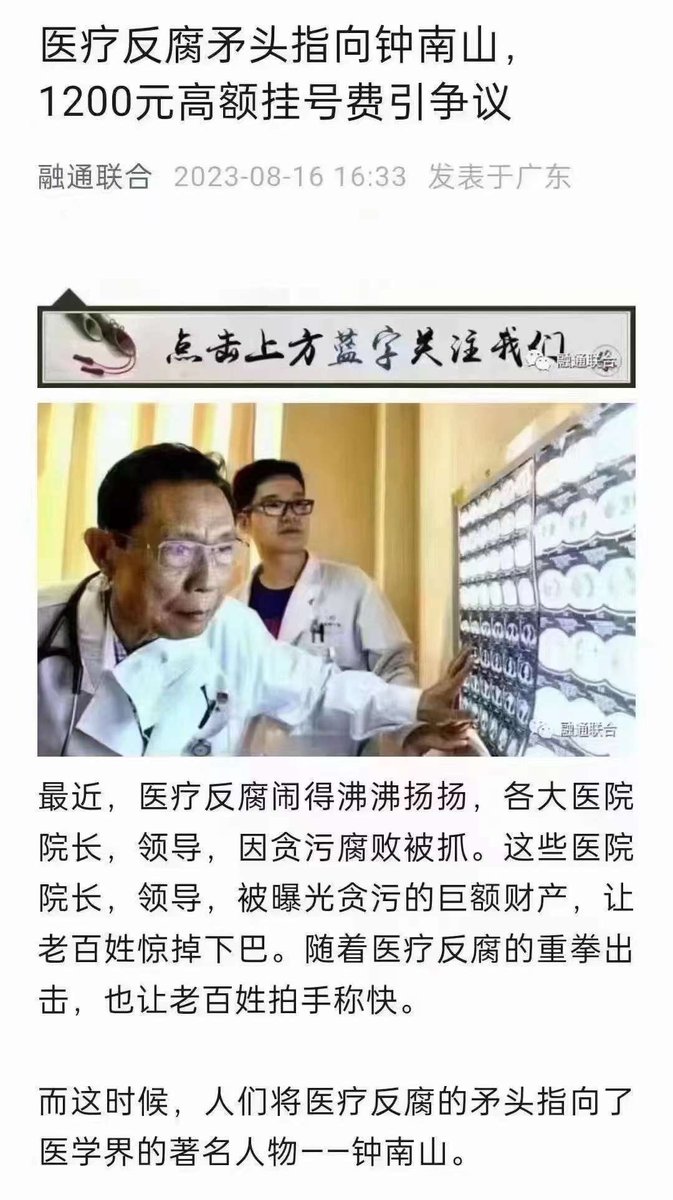 医疗反腐矛头指向钟南山，
1200元高额挂号费引争议
融通联合 2023-08-16 16:33 发表于广东
点击上方蓝字关注我们
融通联合
融通联合
最近，医疗反腐闹得沸沸扬扬，各大医院
院长，领导，因贪污腐败被抓。这些医院
院长，领导，被曝光贪污的巨额财产，让
老百姓惊掉下巴。随着医疗反腐的重拳出
击，也让老百姓拍手称快。
而这时候，人们将医疗反腐的矛头指向了
医学界的著名人物——钟南山。